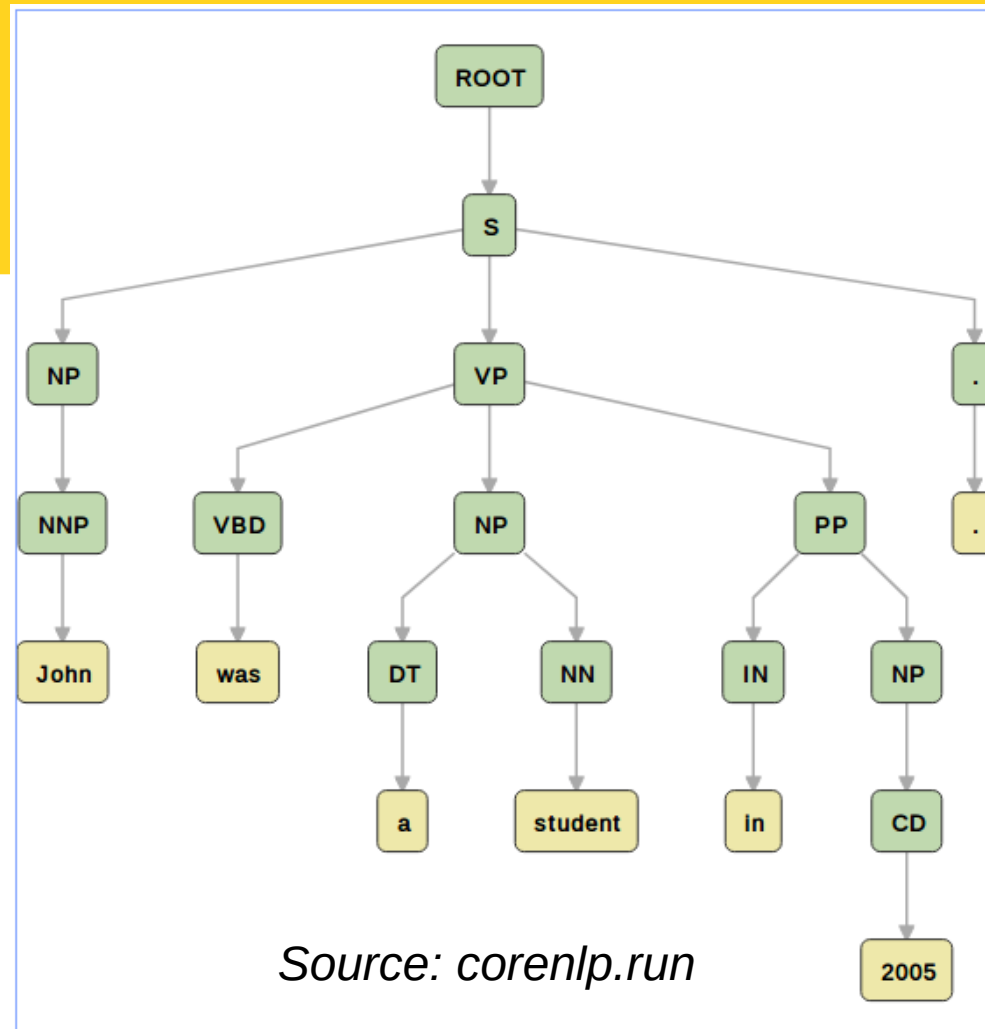 ROOT
S
NP VP .
NNP VBD NP PP .
John was DT NN IN NP
a student in CD
2005
Source: corenlp.run